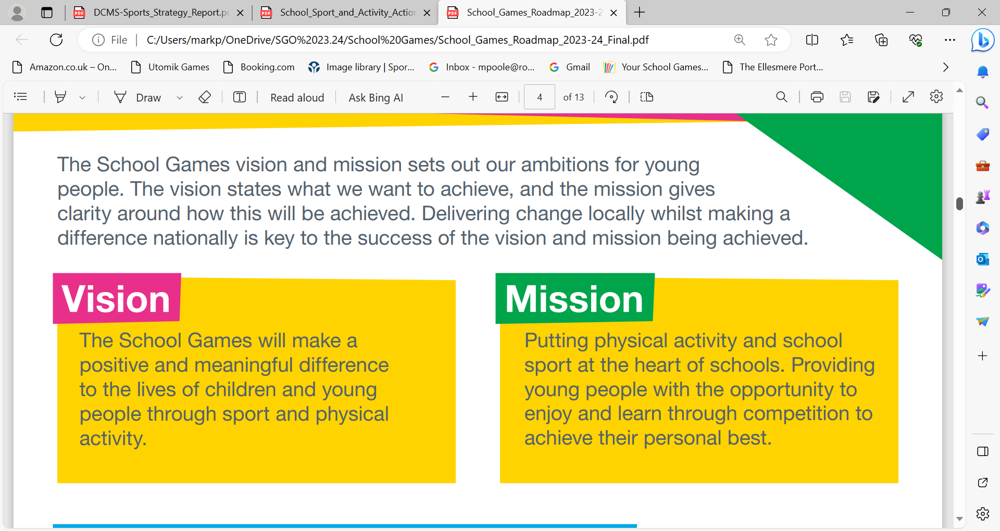 DCMS-Sports_Strategy_Report.p
School_Sport_and_Activity_Action
School_Games_Roadmap_2023-2
File
C:/Users/markp/OneDrive/SGO%2023.24/School%20Games/School_Games_Roadmap_2023-24_Final.pdf
Amazon.co.uk – On...
Utomik Games
Booking.com
Image library | Spor...
Inbox - mpoole@ro...
Gmail
Your School Games...
The Ellesmere Port...
Draw
Read aloud
Ask Bing AI
4
of 13
The School Games vision and mission sets out our ambitions for young
people. The vision states what we want to achieve, and the mission gives
clarity around how this will be achieved. Delivering change locally whilst making a
difference nationally is key to the success of the vision and mission being achieved.
Vision
The School Games will make a
positive and meaningful difference
to the lives of children and young
people through sport and physical
activity.
Mission
Putting physical activity and school
sport at the heart of schools. Providing
young people with the opportunity to
enjoy and learn through competition to
achieve their personal best.